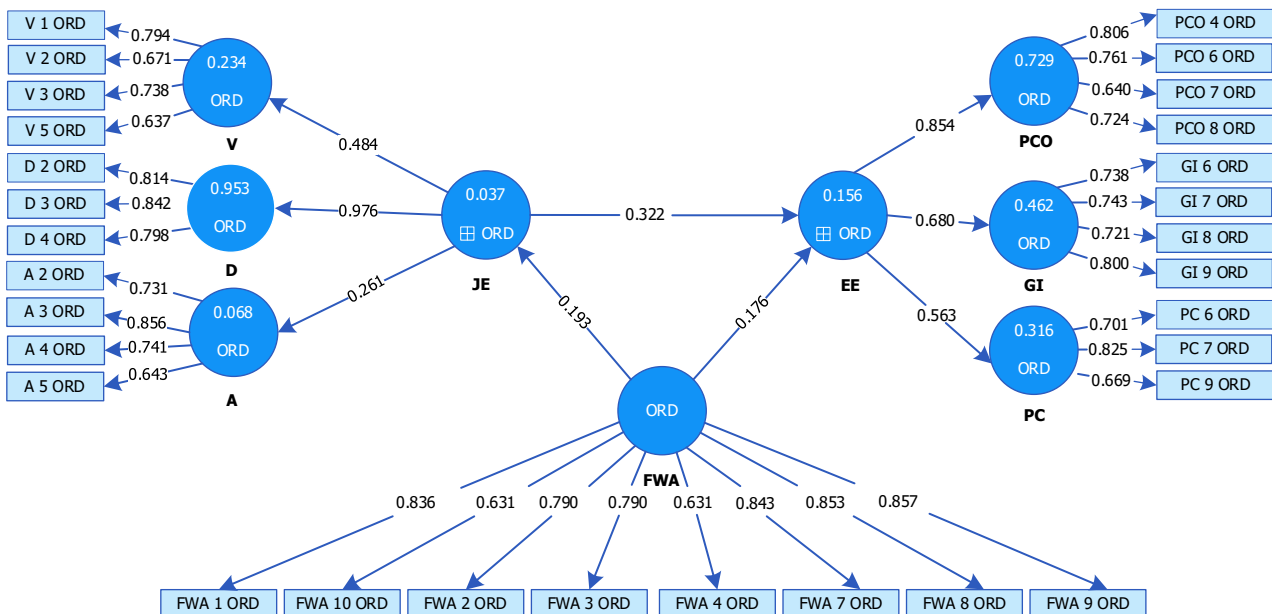 V 1 ORD
V 2 ORD
V 3 ORD
V 5 ORD
0.794
0.671
0.738
0.637
0.234
ORD
V
D 2 ORD
D 3 ORD
D 4 ORD
0.814
0.842
0.798
0.953
ORD
D
A 2 ORD
A 3 ORD
A 4 ORD
A 5 ORD
0.731
0.856
0.741
0.643
0.068
ORD
A
0.484
0.976
0.261
0.037
ORD
JE
0.322
0.193
0.176
0.156
ORD
EE
0.854
0.680
0.563
0.729
ORD
PCO
0.806
0.761
0.640
0.724
PCO 4 ORD
PCO 6 ORD
PCO 7 ORD
PCO 8 ORD
0.462
ORD
GI
0.738
0.743
0.721
0.800
GI 6 ORD
GI 7 ORD
GI 8 ORD
GI 9 ORD
0.316
ORD
PC
0.701
0.825
0.669
PC 6 ORD
PC 7 ORD
PC 9 ORD
ORD
FWA
0.836
0.631
0.790
0.790
0.631
0.843
0.853
0.857
FWA 1 ORD
FWA 10 ORD
FWA 2 ORD
FWA 3 ORD
FWA 4 ORD
FWA 7 ORD
FWA 8 ORD
FWA 9 ORD